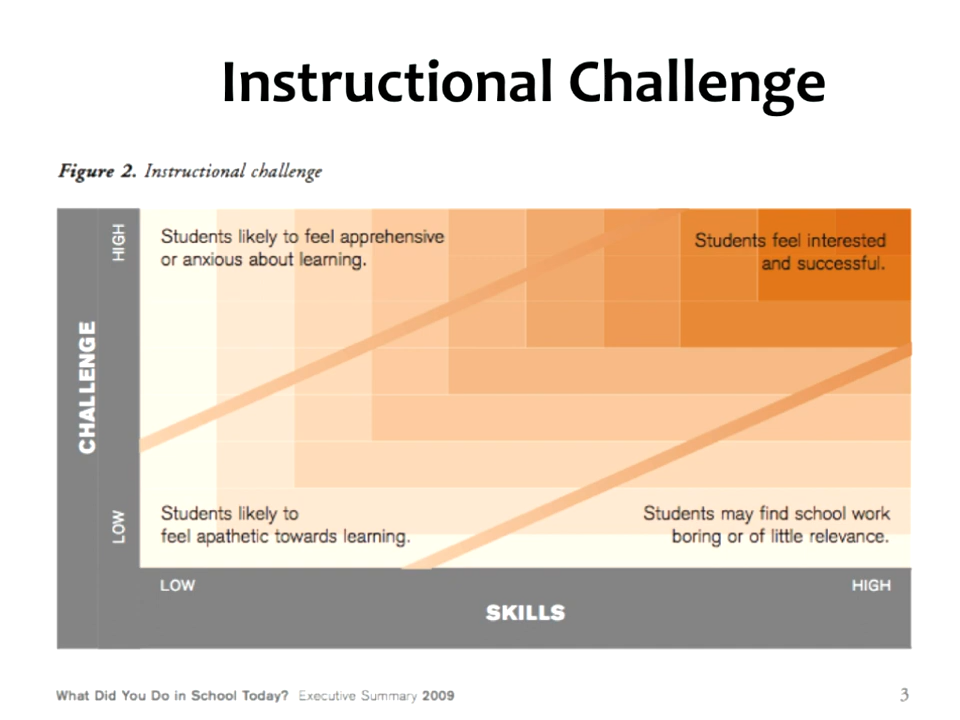 Instructional Challenge
Figure 2. Instructional challenge
HIGH
Students likely to feel apprehensive
or anxious about learning.
Students feel interested
and successful.
CHALLENGE
LOW
Students likely to
feel apathetic towards learning.
Students may find school work
boring or of little relevance.
LOW
HIGH
SKILLS
What Did You Do in School Today? Executive Summary 2009
3